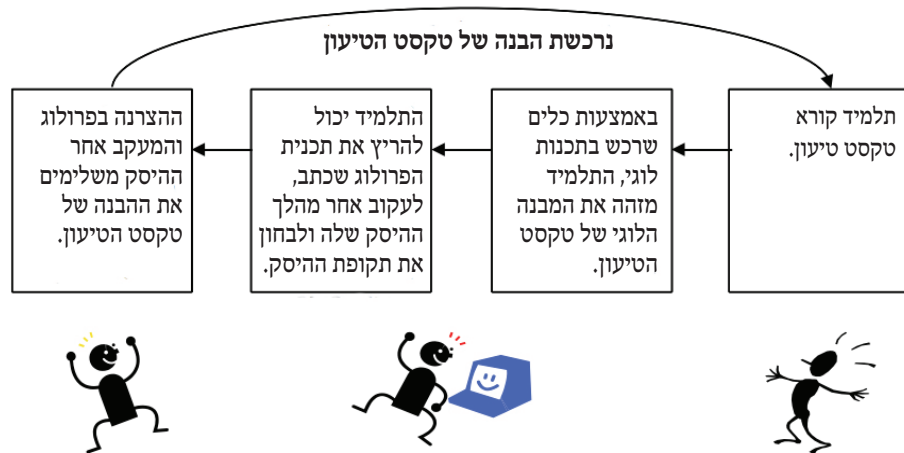 נרכשת הבנה של טקסט הטיעון
תלמיד קורא
טקסט טיעון.
באמצעות כלים
שרכש בתכנות
לוגי, התלמיד
מזהה את המבנה
הלוגי של טקסט
הטיעון.
התלמיד יכול
להריץ את תכנית
הפרולוג שכתב,
לעקוב אחר מהלך
ההיסק שלה ולבחון
את תקופת ההיסק.
ההצרנה בפרולוג
והמעקב אחר
ההיסק משלימים
את ההבנה של
טקסט הטיעון.